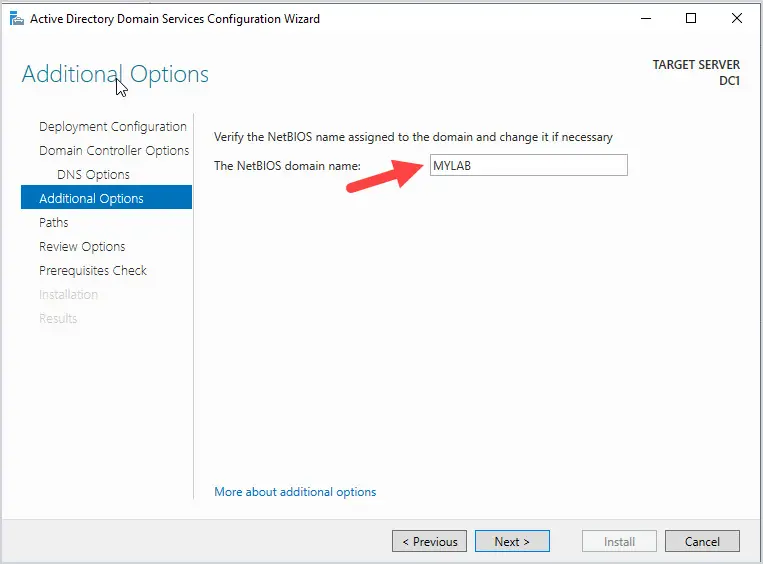 Active Directory Domain Services Configuration Wizard
Additional Options
TARGET SERVER
DC1
Deployment Configuration
Domain Controller Options
DNS Options
Additional Options
Paths
Review Options
Prerequisites Check
Installation
Results
Verify the NetBIOS name assigned to the domain and change it if necessary
The NetBIOS domain name: MYLAB
More about additional options
< Previous Next > Install Cancel